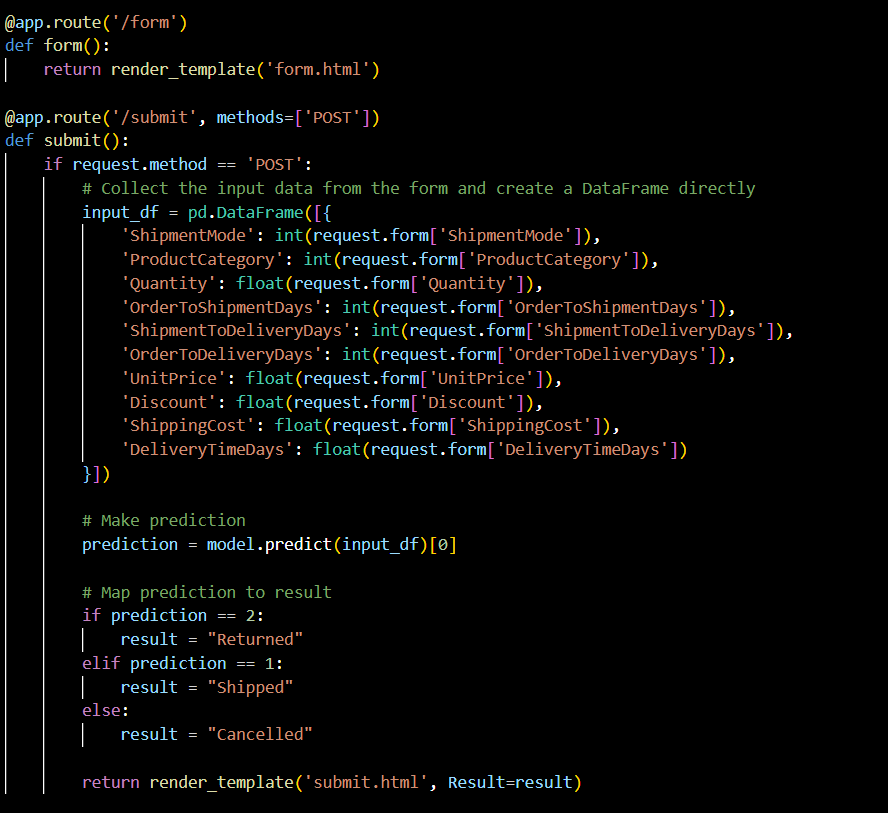 @app.route('/form')
def form():
    return render_template('form.html')

@app.route('/submit', methods=['POST'])
def submit():
    if request.method == 'POST':
        # Collect the input data from the form and create a DataFrame directly
        input_df = pd.DataFrame([{
            'ShipmentMode': int(request.form['ShipmentMode']),
            'ProductCategory': int(request.form['ProductCategory']),
            'Quantity': float(request.form['Quantity']),
            'OrderToShipmentDays': int(request.form['OrderToShipmentDays']),
            'ShipmentToDeliveryDays': int(request.form['ShipmentToDeliveryDays']),
            'OrderToDeliveryDays': int(request.form['OrderToDeliveryDays']),
            'UnitPrice': float(request.form['UnitPrice']),
            'Discount': float(request.form['Discount']),
            'ShippingCost': float(request.form['ShippingCost']),
            'DeliveryTimeDays': float(request.form['DeliveryTimeDays'])
        }])

        # Make prediction
        prediction = model.predict(input_df)[0]

        # Map prediction to result
        if prediction == 2:
            result = "Returned"
        elif prediction == 1:
            result = "Shipped"
        else:
            result = "Cancelled"

        return render_template('submit.html', Result=result)